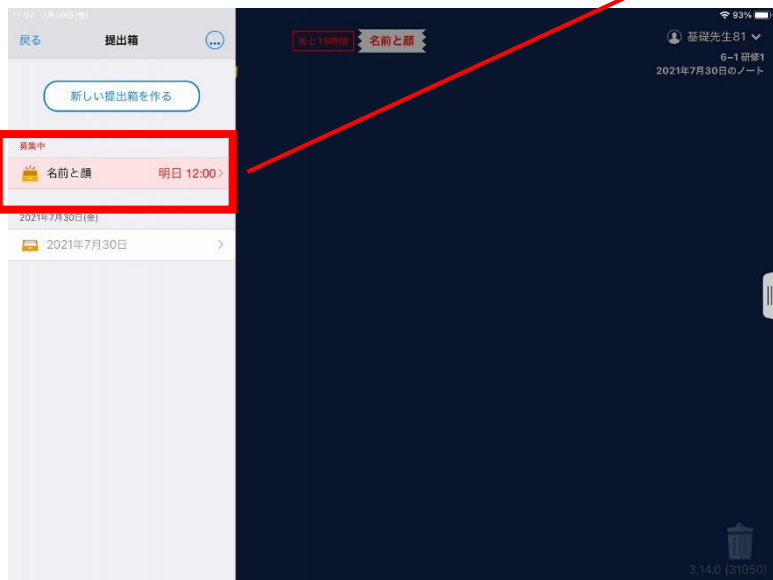 17:52 7月30日(金)
93%
戻る
提出箱
あと18時間
名前と顔
基礎先生81
6-1 研修1
2021年7月30日のノート
新しい提出箱を作る
募集中
名前と顔
明日 12:00
2021年7月30日(金)
2021年7月30日
3.14.0 (31050)